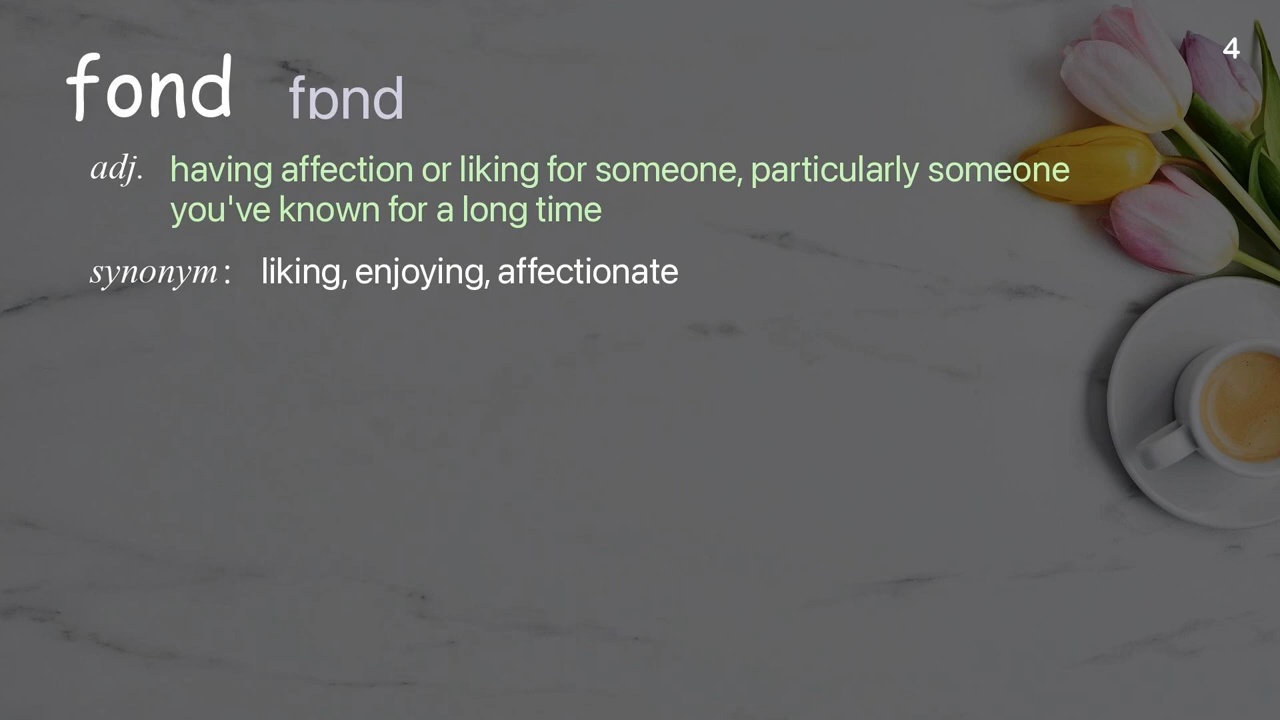 4
fond fɒnd
adj. having affection or liking for someone, particularly someone
you've known for a long time
synonym : liking, enjoying, affectionate